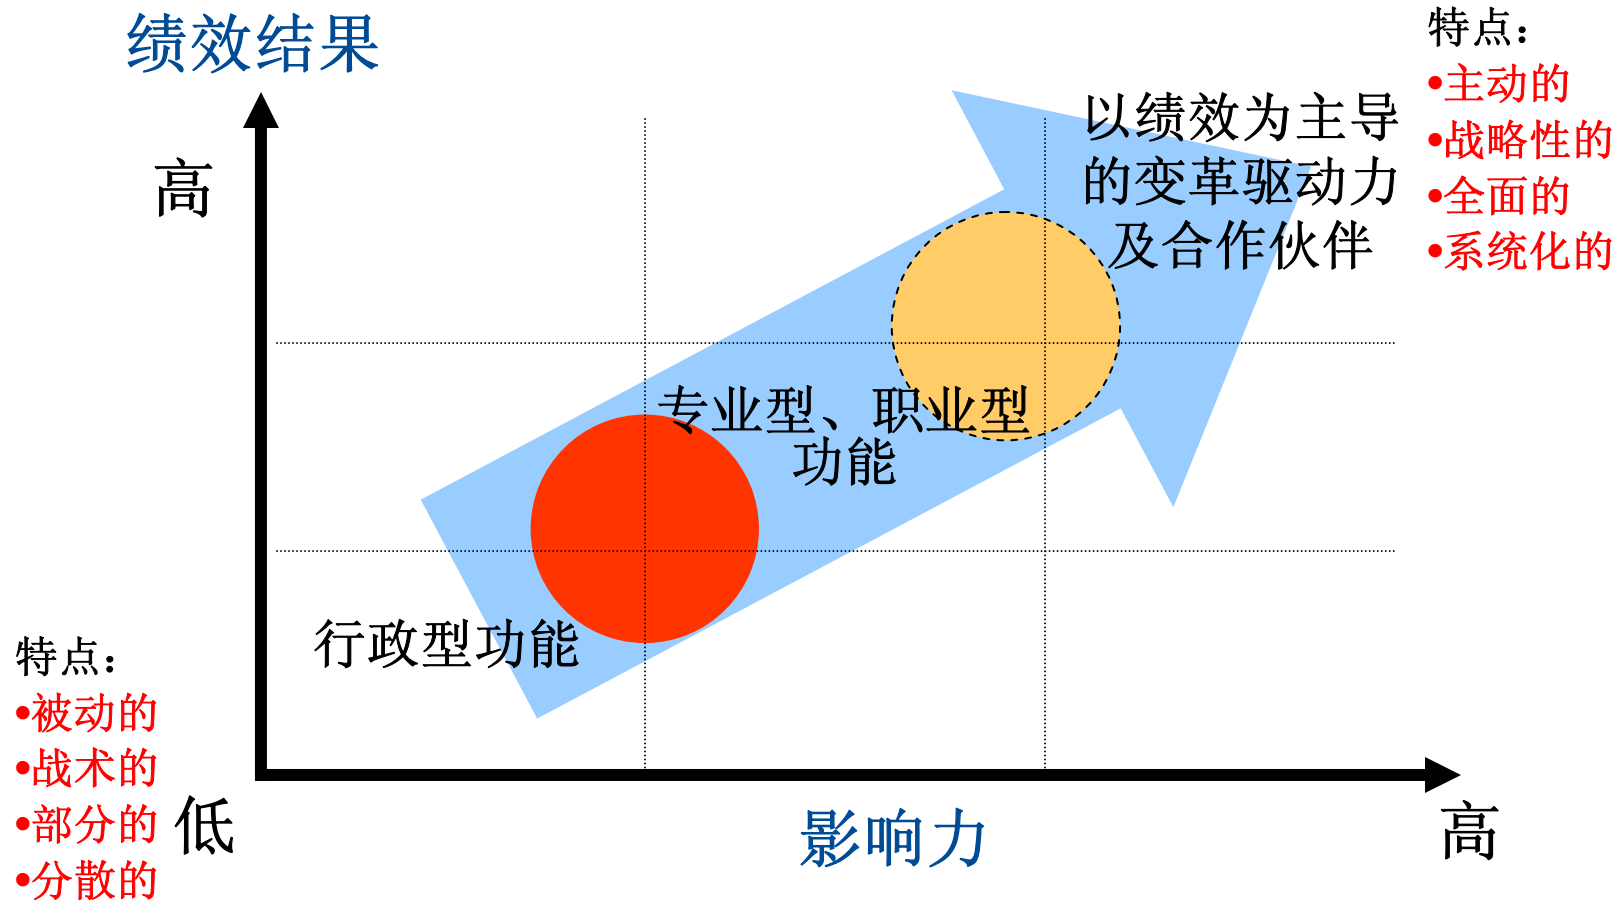 绩效结果
高
特点：
•主动的
•战略性的
•全面的
•系统化的
以绩效为主导
的变革驱动力
及合作伙伴
专业型、职业型
功能
行政型功能
特点：
•被动的
•战术的
•部分的
•分散的
低
影响力
高